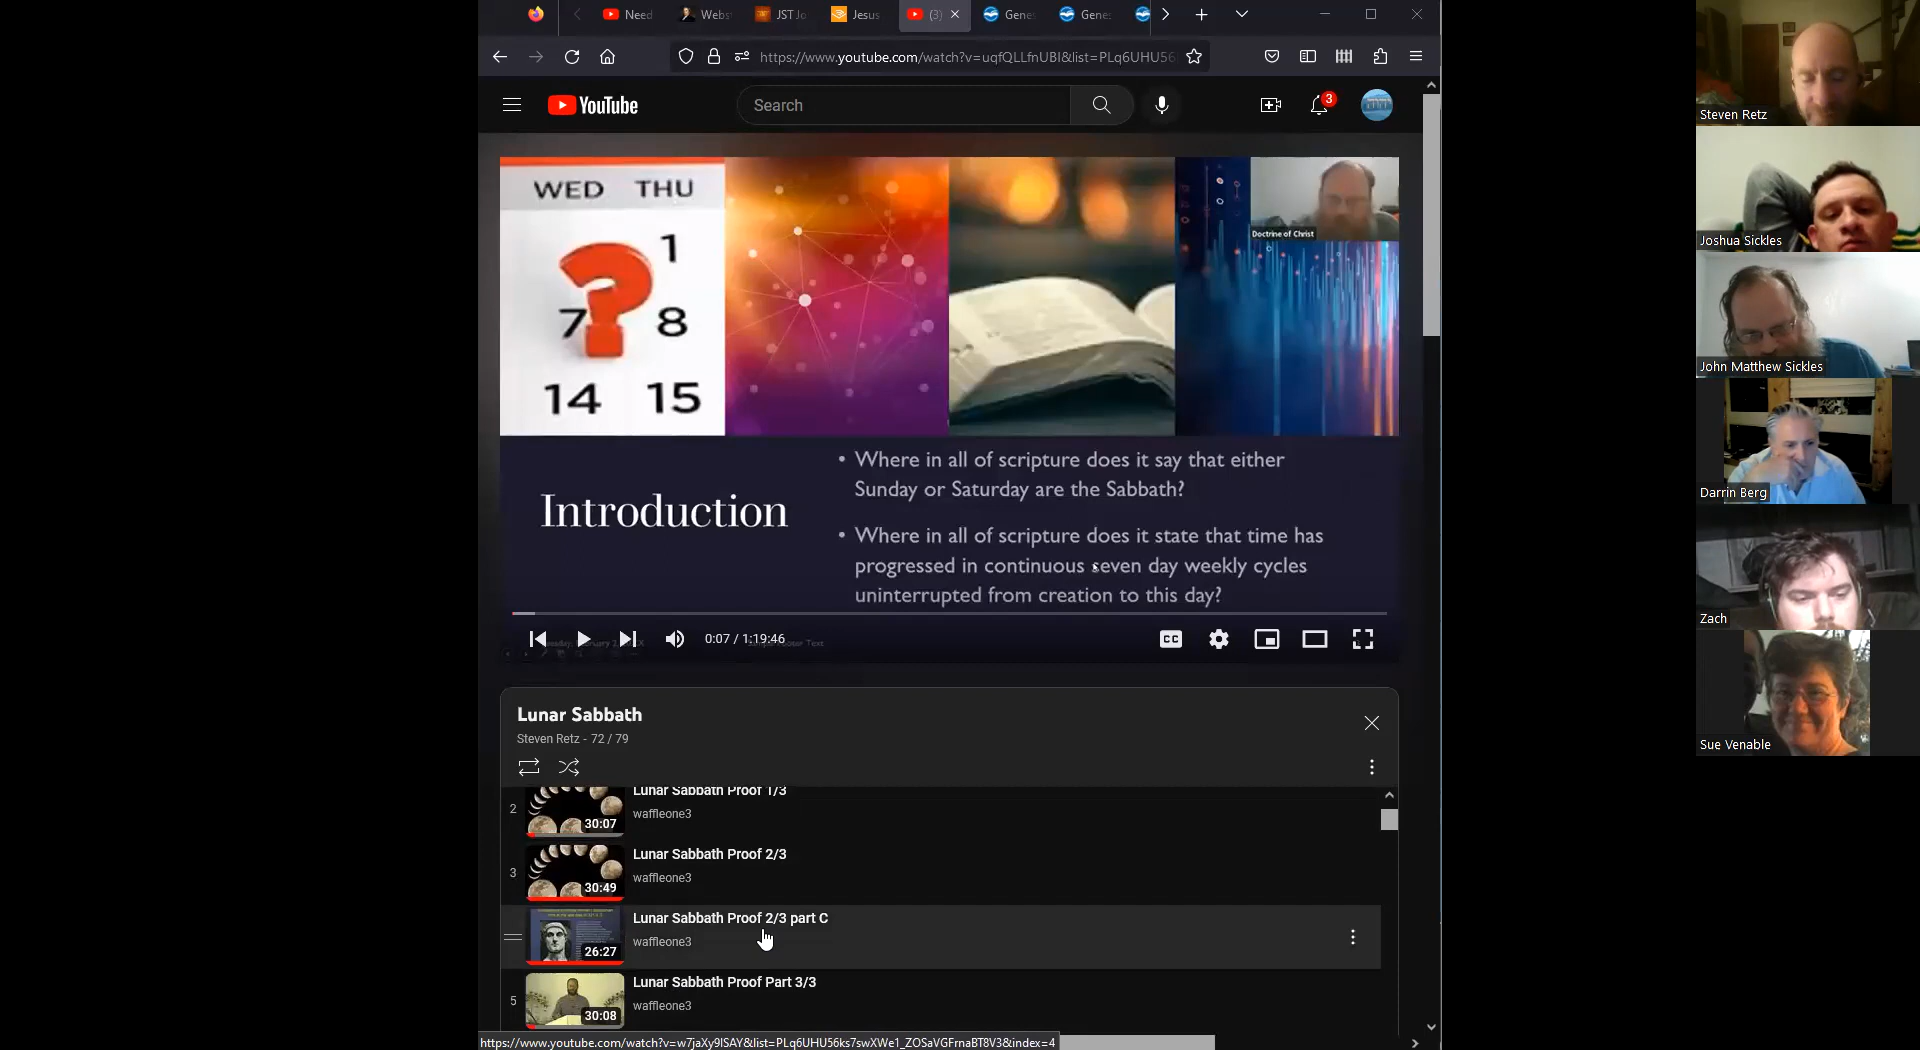 Need
Webs
JST Jo
Jesus
(3)
Gene
Gene
https://www.youtube.com/watch?v=uqfQLLfnUBI&list=PLq6UHU56
YouTube
Search
3
WED THU
1
7 8
14 15
Doctrine of Christ
Introduction
• Where in all of scripture does it say that either
Sunday or Saturday are the Sabbath?
• Where in all of scripture does it state that time has
progressed in continuous seven day weekly cycles
uninterrupted from creation to this day?
0:07 / 1:19:46
CC
Lunar Sabbath
Steven Retz - 72 / 79
2
30:07
Lunar Sabbath Proof 1/3
waffleone3
3
30:49
Lunar Sabbath Proof 2/3
waffleone3
26:27
Lunar Sabbath Proof 2/3 part C
waffleone3
5
30:08
Lunar Sabbath Proof Part 3/3
waffleone3
https://www.youtube.com/watch?v=w7jaXy9lSAY&list=PLq6UHU56ks7swXWe1_ZOSaVGFrnaBT8V3&index=4
Steven Retz
Joshua Sickles
John Matthew Sickles
Darrin Berg
Zach
Sue Venable